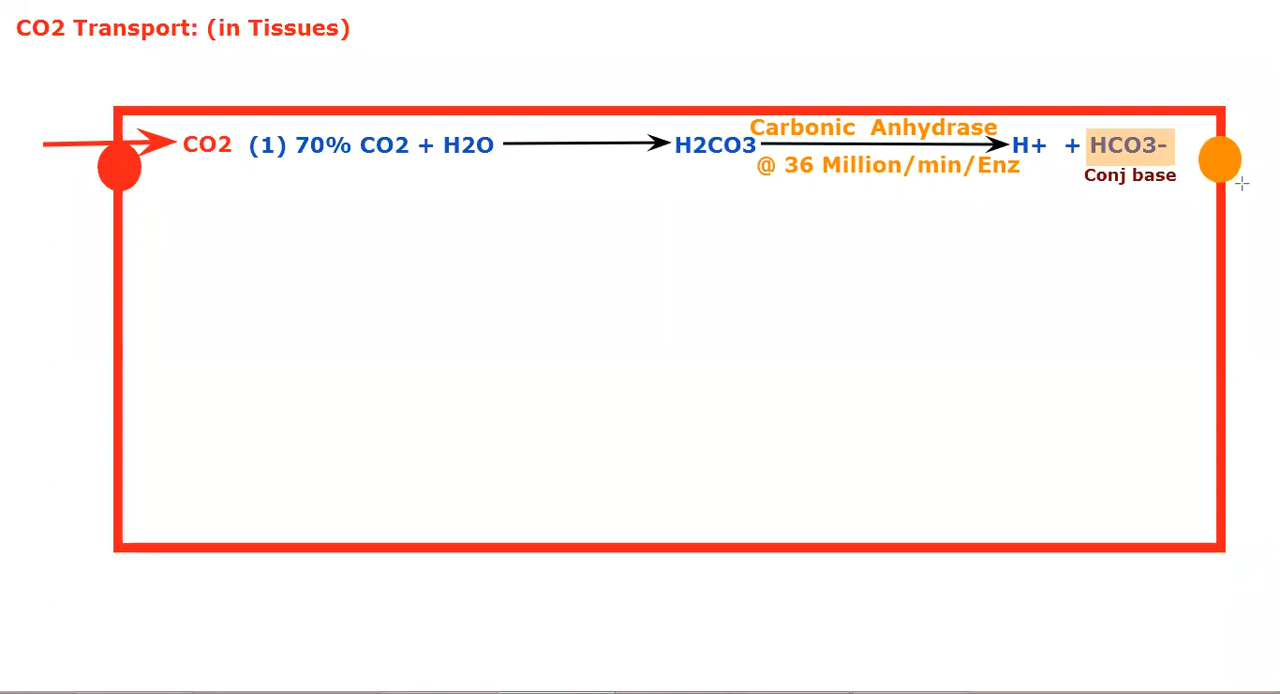 CO2 Transport: (in Tissues)
Carbonic Anhydrase
CO2 (1) 70% CO2 + H2O H2CO3 H+ + HCO3-
@ 36 Million/min/Enz
Conj base